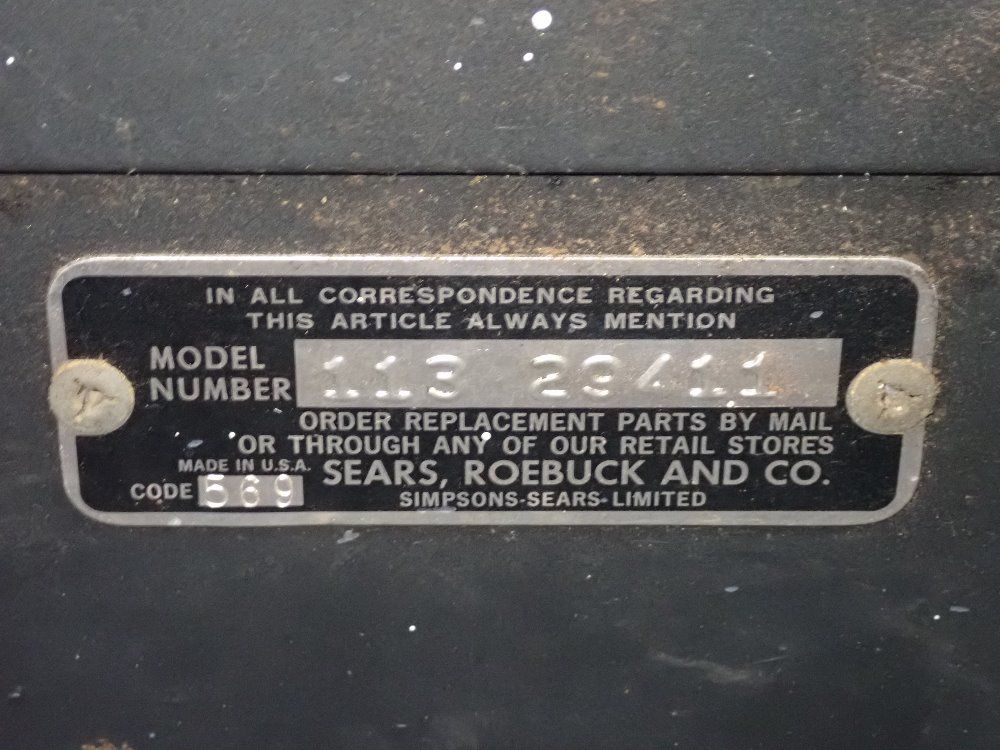 IN ALL CORRESPONDENCE REGARDING
THIS ARTICLE ALWAYS MENTION
MODEL
NUMBER 113
ORDER REPLACEMENT PARTS BY MAIL
OR THROUGH ANY OF OUR RETAIL STORES
MADE IN U.S.A. SEARS, ROEBUCK AND CO.
CODE 569 SIMPSONS-SEARS-LIMITED